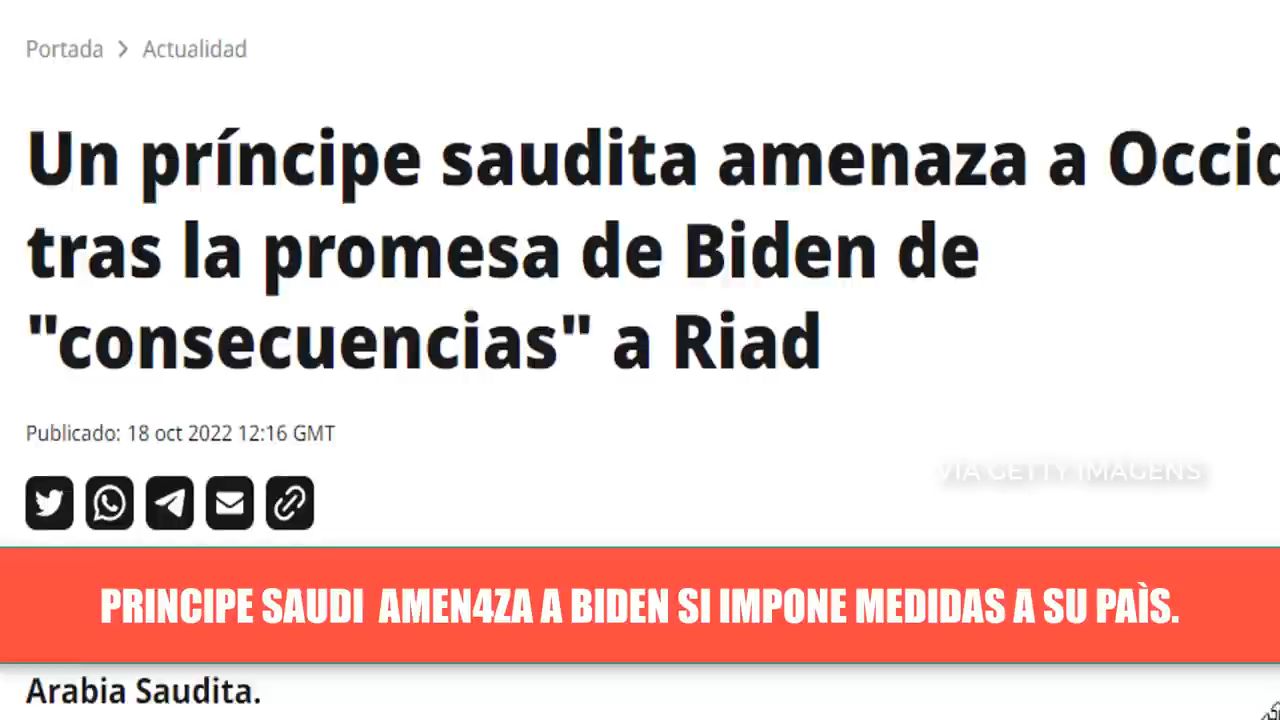 Portada > Actualidad
Un príncipe saudita amenaza a Occid
tras la promesa de Biden de
"consecuencias" a Riad
Publicado: 18 oct 2022 12:16 GMT
VIA GETTY IMÁGENS
PRINCIPE SAUDI AMEN4ZA A BIDEN SI IMPONE MEDIDAS A SU PAÌS.
Arabia Saudita.